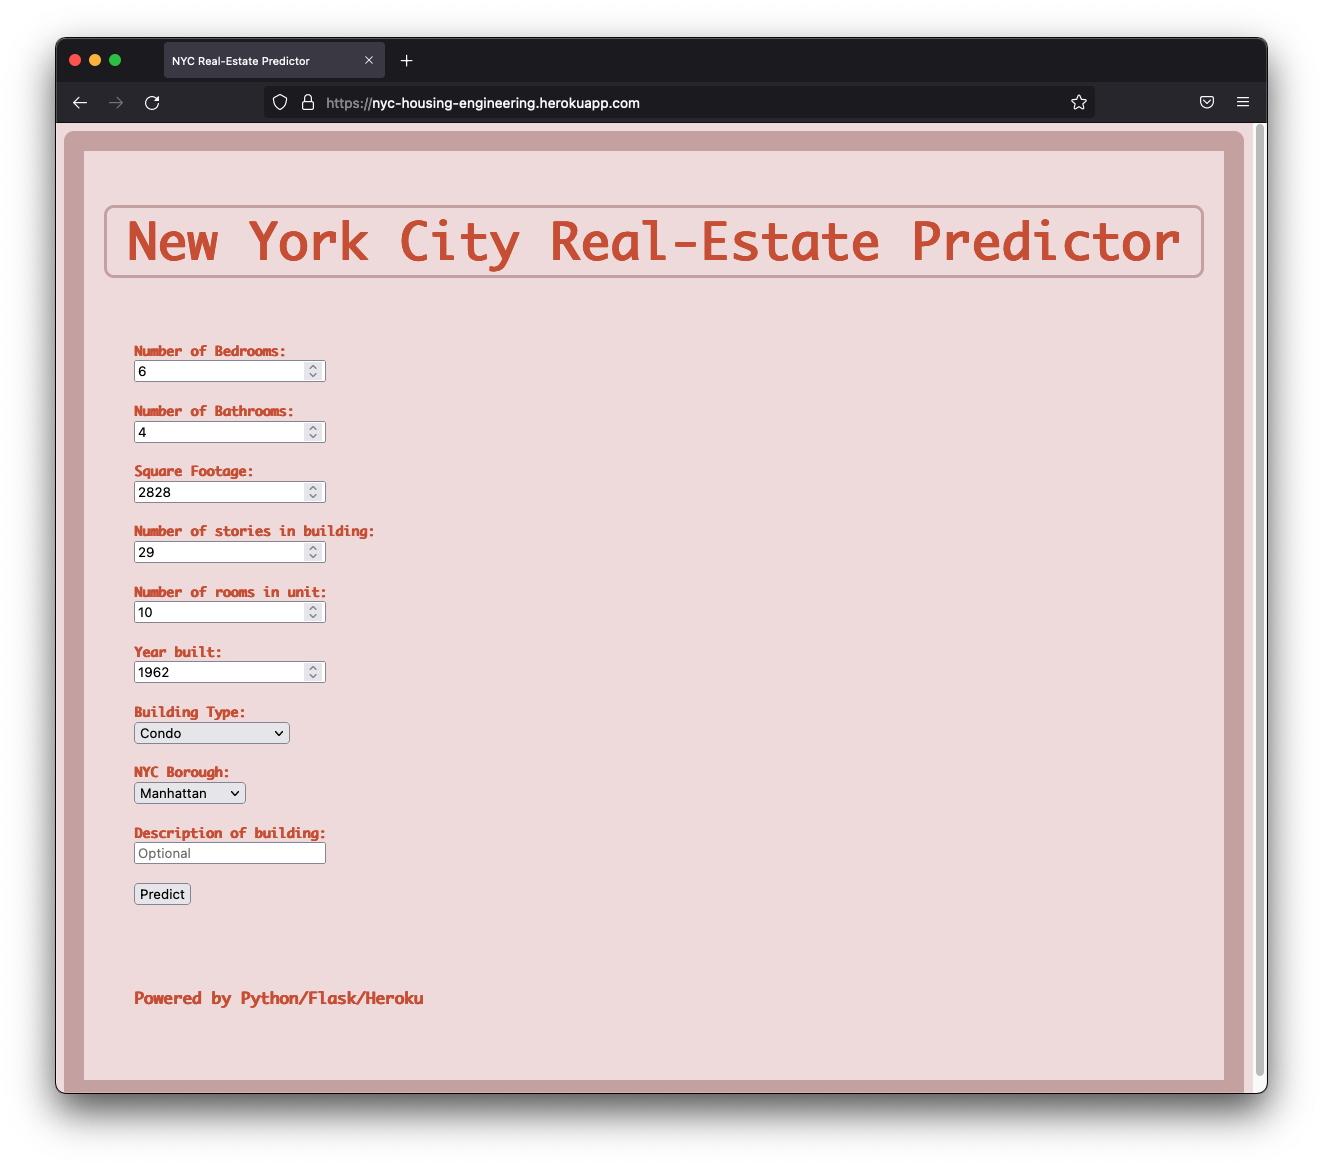 NYC Real-Estate Predictor
https://nyc-housing-engineering.herokuapp.com
New York City Real-Estate Predictor
Number of Bedrooms:
6
Number of Bathrooms:
4
Square Footage:
2828
Number of stories in building:
29
Number of rooms in unit:
10
Year built:
1962
Building Type:
Condo
NYC Borough:
Manhattan
Description of building:
Optional
Predict
Powered by Python/Flask/Heroku